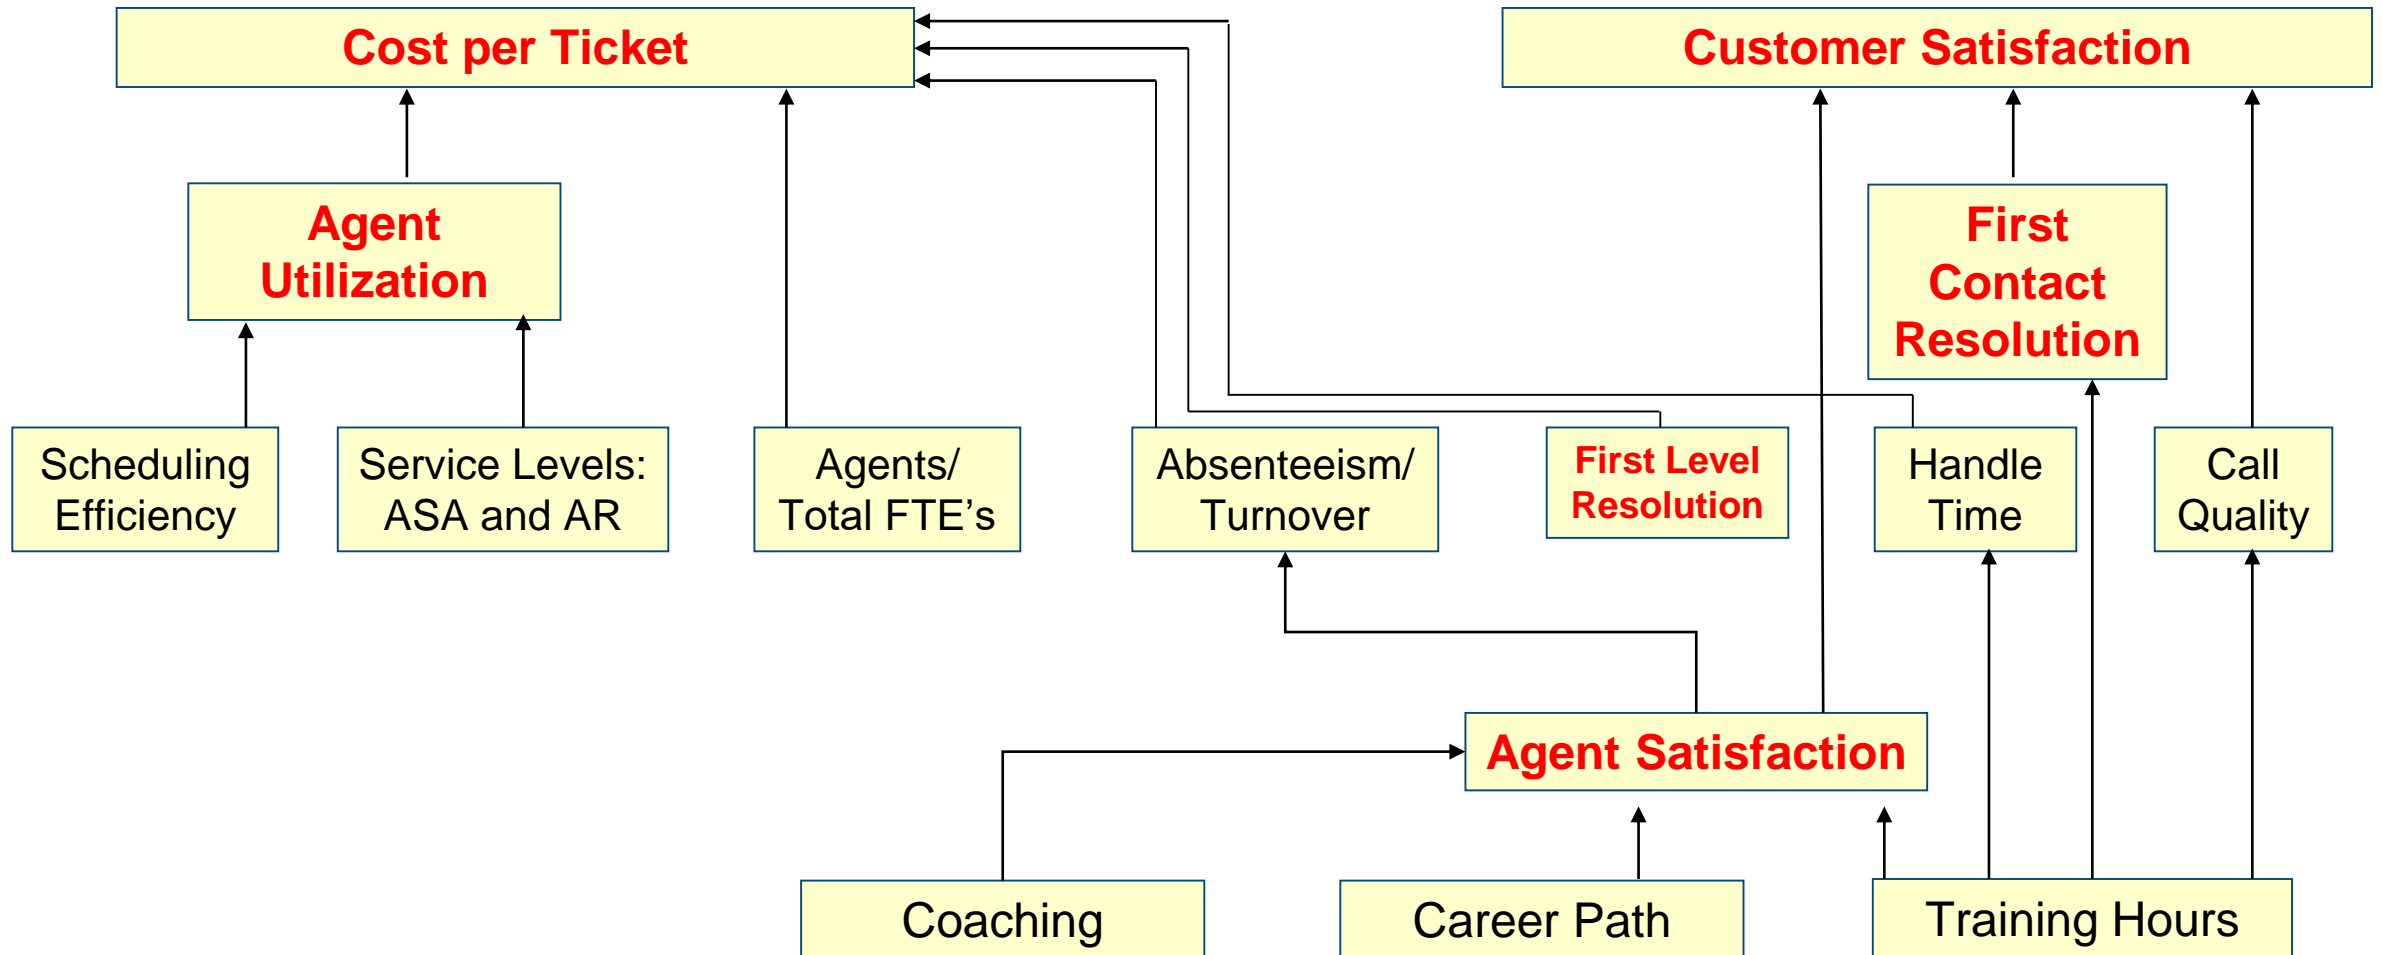 Cost per Ticket
Customer Satisfaction
Agent
Utilization
First
Contact
Resolution
Scheduling
Efficiency
Service Levels:
ASA and AR
Agents/
Total FTE’s
Absenteeism/
Turnover
First Level
Resolution
Handle
Time
Call
Quality
Agent Satisfaction
Coaching
Career Path
Training Hours